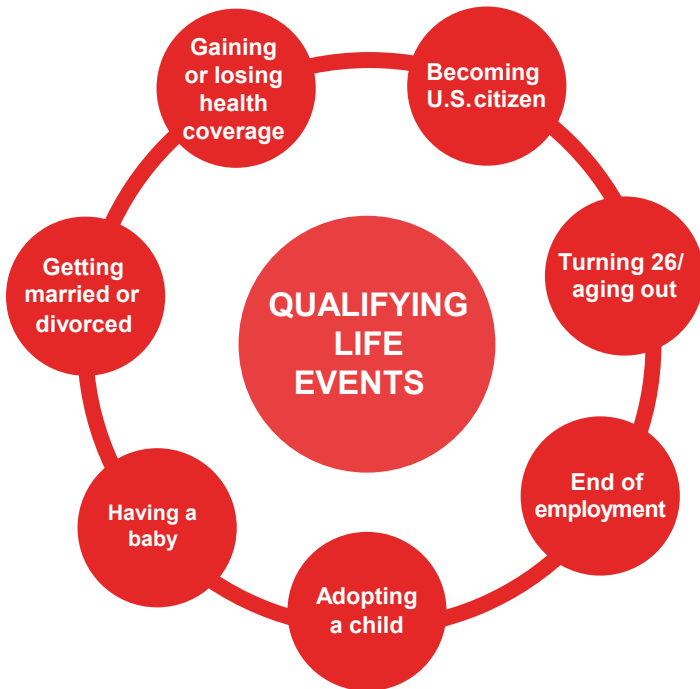 Gaining
or losing
health
coverage
Becoming
U.S. citizen
Turning 26/
aging out
End of
employment
Adopting
a child
Having a
baby
Getting
married or
divorced
QUALIFYING
LIFE
EVENTS